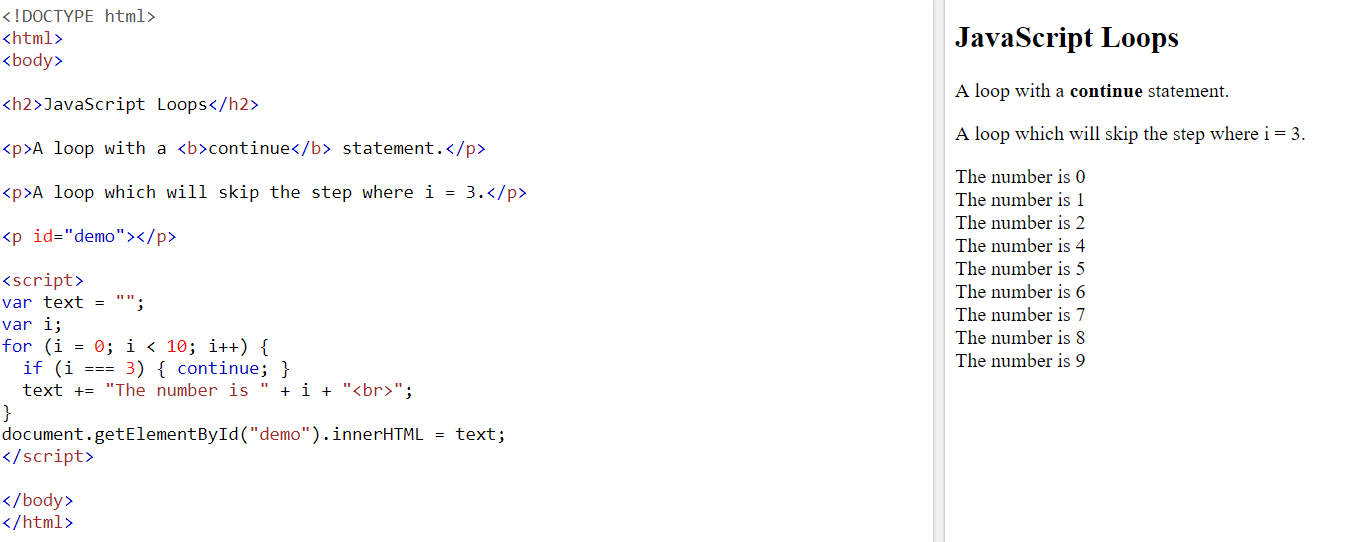 <!DOCTYPE html>
<html>
<body>
<h2>JavaScript Loops</h2>
<p>A loop with a <b>continue</b> statement.</p>
<p>A loop which will skip the step where i = 3.</p>
<p id="demo"></p>
<script>
var text = "";
var i;
for (i = 0; i < 10; i++) {
  if (i === 3) { continue; }
  text += "The number is " + i + "<br>";
}
document.getElementById("demo").innerHTML = text;
</script>
</body>
</html>
JavaScript Loops
A loop with a continue statement.
A loop which will skip the step where i = 3.
The number is 0
The number is 1
The number is 2
The number is 4
The number is 5
The number is 6
The number is 7
The number is 8
The number is 9